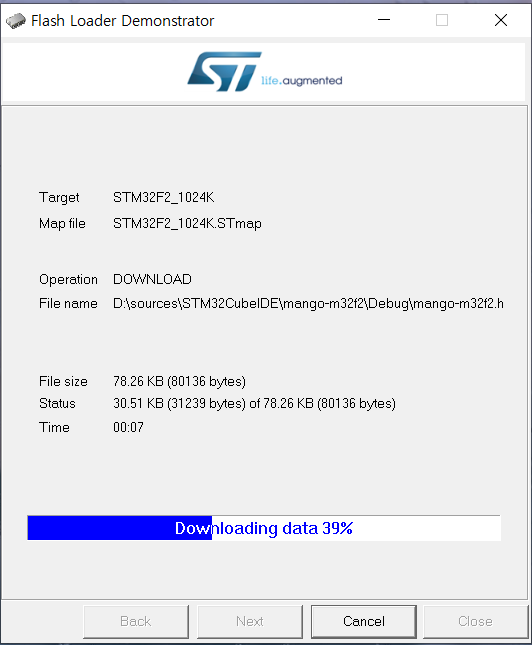 Flash Loader Demonstrator
ST life.augmented
Target STM32F2_1024K
Map file STM32F2_1024K.STmap
Operation DOWNLOAD
File name D:\sources\STM32CubeIDE\mango-m32f2\Debug\mango-m32f2.h
File size 78.26 KB (80136 bytes)
Status 30.51 KB (31239 bytes) of 78.26 KB (80136 bytes)
Time 00:07
Downloading data 39%
Back Next Cancel Close